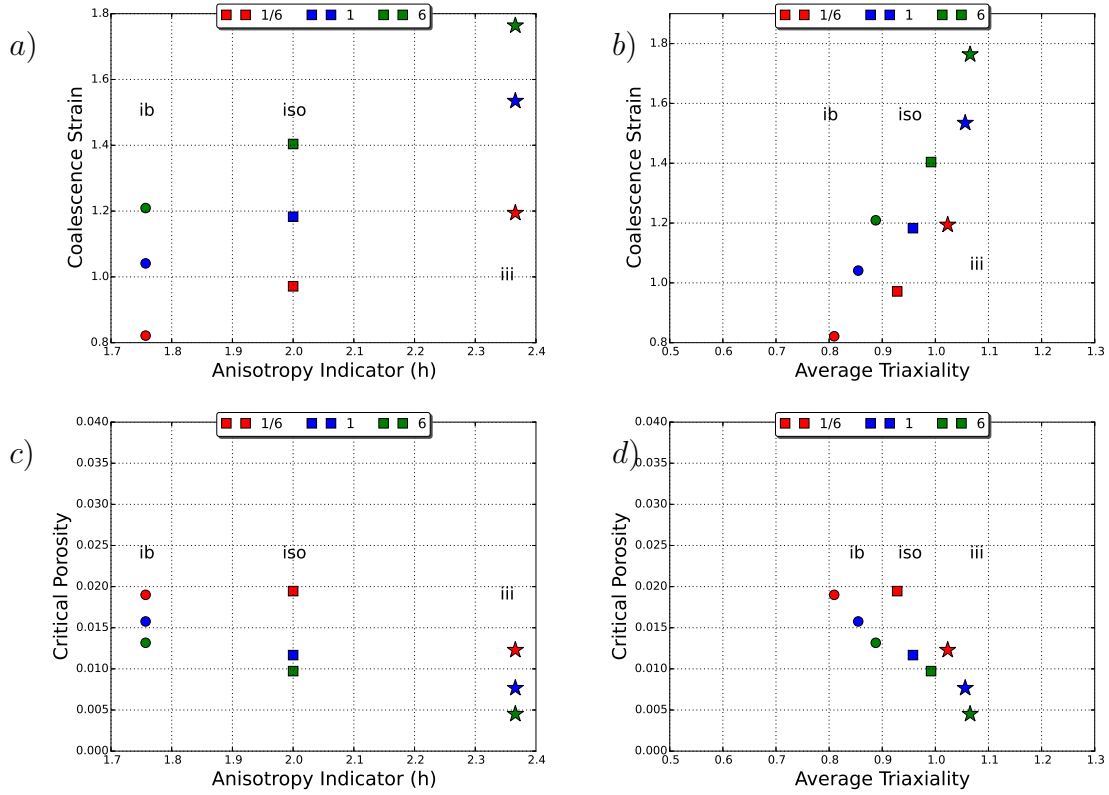 a)
1/6 1 6
Coalescence Strain
1.8
1.6
1.4
1.2
1.0
0.8
ib
iso
iii
1.7 1.8 1.9 2.0 2.1 2.2 2.3 2.4
Anisotropy Indicator (h)
b)
1/6 1 6
Coalescence Strain
1.8
1.6
1.4
1.2
1.0
0.8
ib
iso
iii
0.5 0.6 0.7 0.8 0.9 1.0 1.1 1.2 1.3
Average Triaxiality
c)
1/6 1 6
Critical Porosity
0.040
0.035
0.030
0.025
0.020
0.015
0.010
0.005
0.000
ib
iso
iii
1.7 1.8 1.9 2.0 2.1 2.2 2.3 2.4
Anisotropy Indicator (h)
d)
1/6 1 6
Critical Porosity
0.040
0.035
0.030
0.025
0.020
0.015
0.010
0.005
0.000
ib iso iii
0.5 0.6 0.7 0.8 0.9 1.0 1.1 1.2 1.3
Average Triaxiality